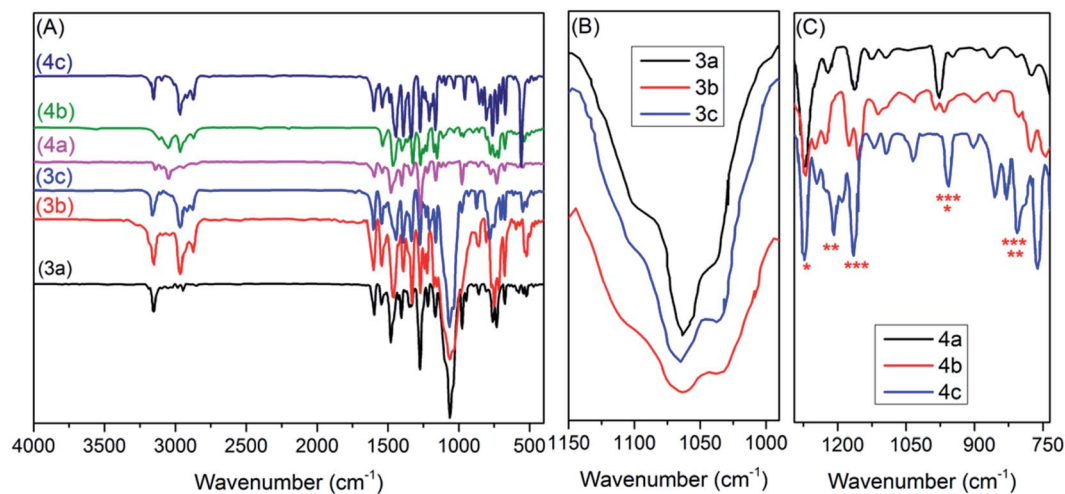 (A)
(4c)
(4b)
(4a)
(3c)
(3b)
(3a)
4000 3500 3000 2500 2000 1500 1000 500
Wavenumber (cm⁻¹)
(B)
3a
3b
3c
1150 1100 1050 1000
Wavenumber (cm⁻¹)
(C)
*
**
***
***
*
***
**
4a
4b
4c
1200 1050 900 750
Wavenumber (cm⁻¹)